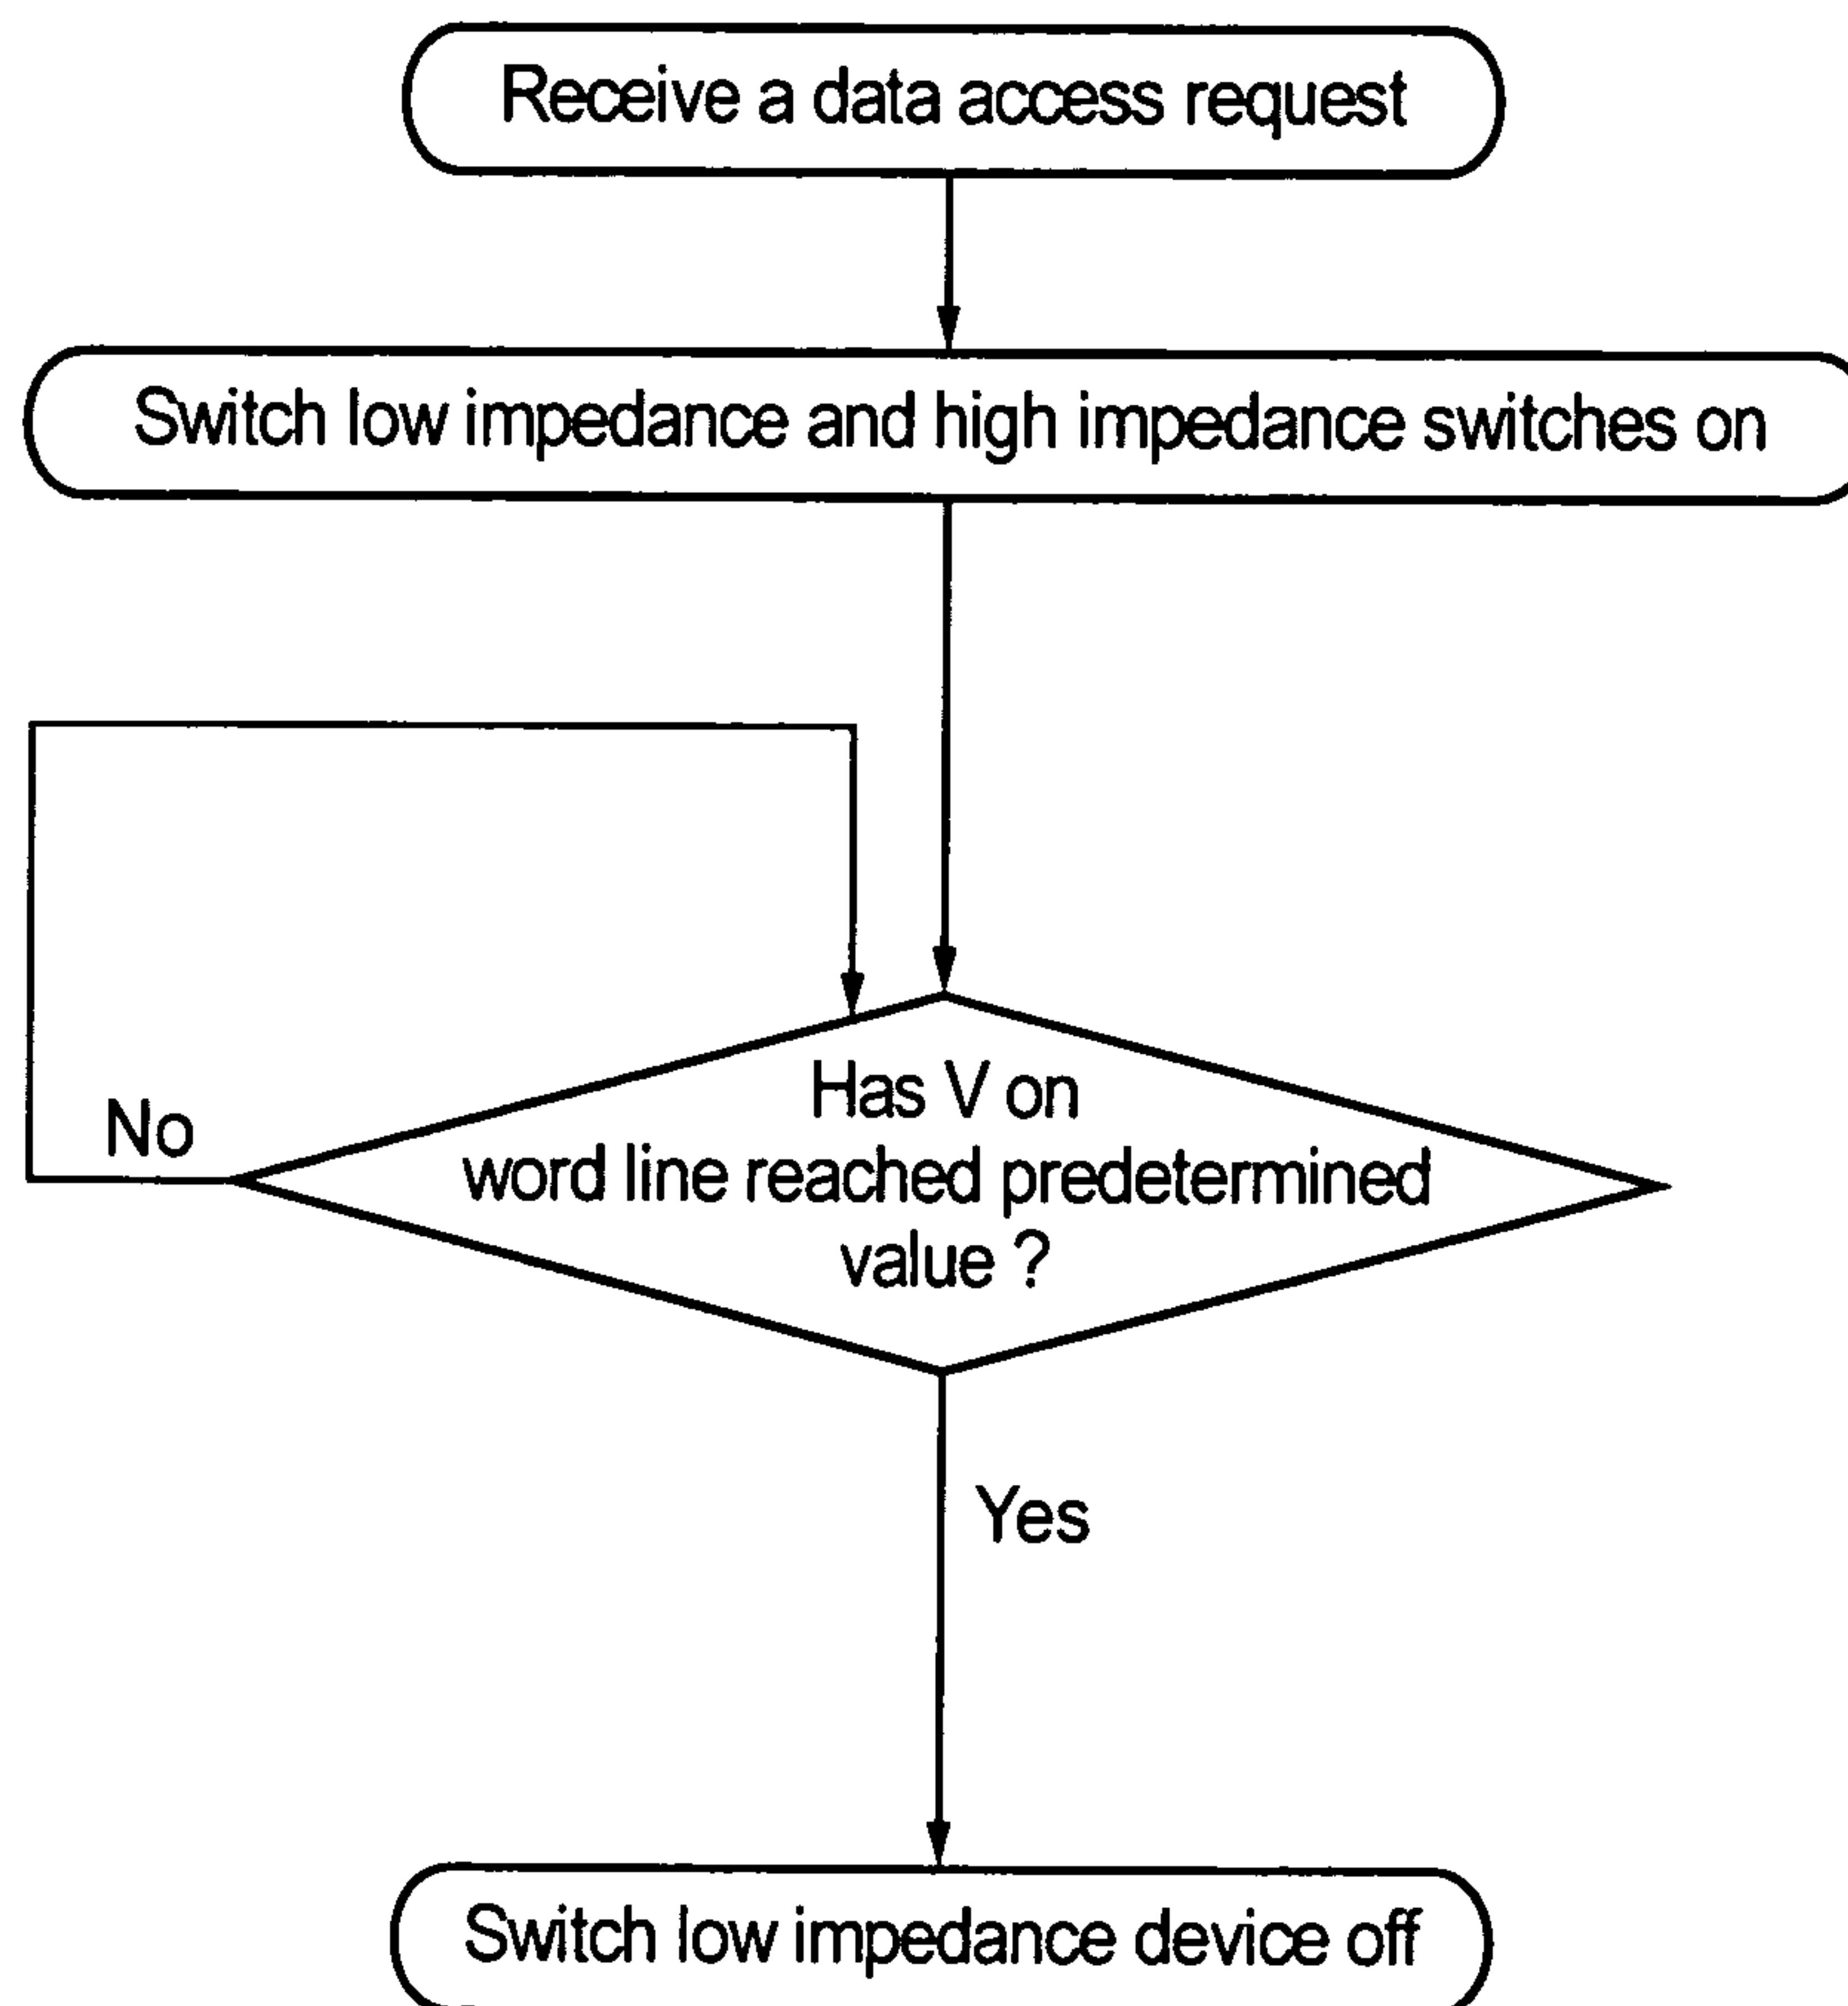 Receive a data access request
Switch low impedance and high impedance switches on
Has V on
word line reached predetermined
value ?
No
Yes
Switch low impedance device off